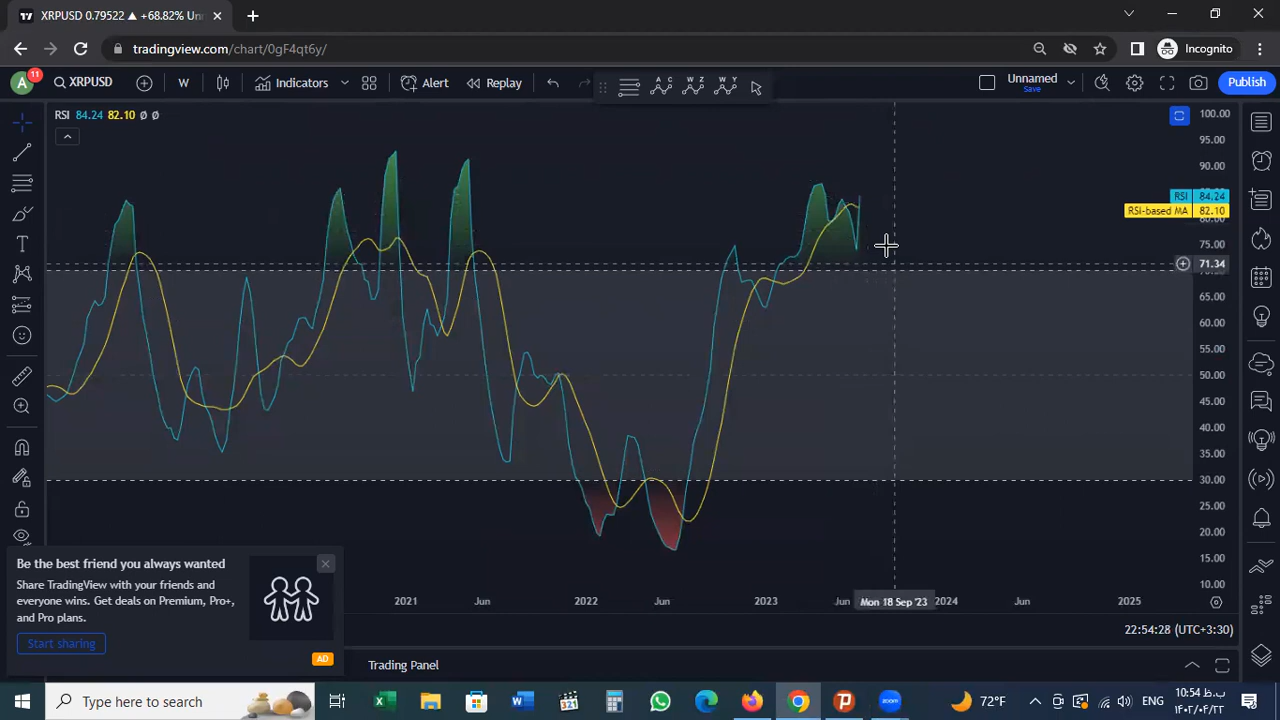 XRPUSD 0.79522 ▲ +68.82% Un
tradingview.com/chart/0gF4qt6y/
Incognito
A
11
XRPUSD
W
Indicators
Alert
Replay
A C
W Z
W Y
Unnamed
Save
Publish
RSI 84.24 82.10 Ø Ø
100.00
95.00
90.00
RSI 84.24
RSI-based MA 82.10
80.00
75.00
71.34
65.00
60.00
55.00
50.00
45.00
40.00
35.00
30.00
25.00
20.00
15.00
10.00
2021
Jun
2022
Jun
2023
Jun
Mon 18 Sep '23
2024
Jun
2025
Be the best friend you always wanted
Share TradingView with your friends and
everyone wins. Get deals on Premium, Pro+,
and Pro plans.
Start sharing
AD
22:54:28 (UTC+3:30)
Trading Panel
Type here to search
72°F
ENG
10:54 ب.ظ
۱۴۰۲/۰۴/۲۲